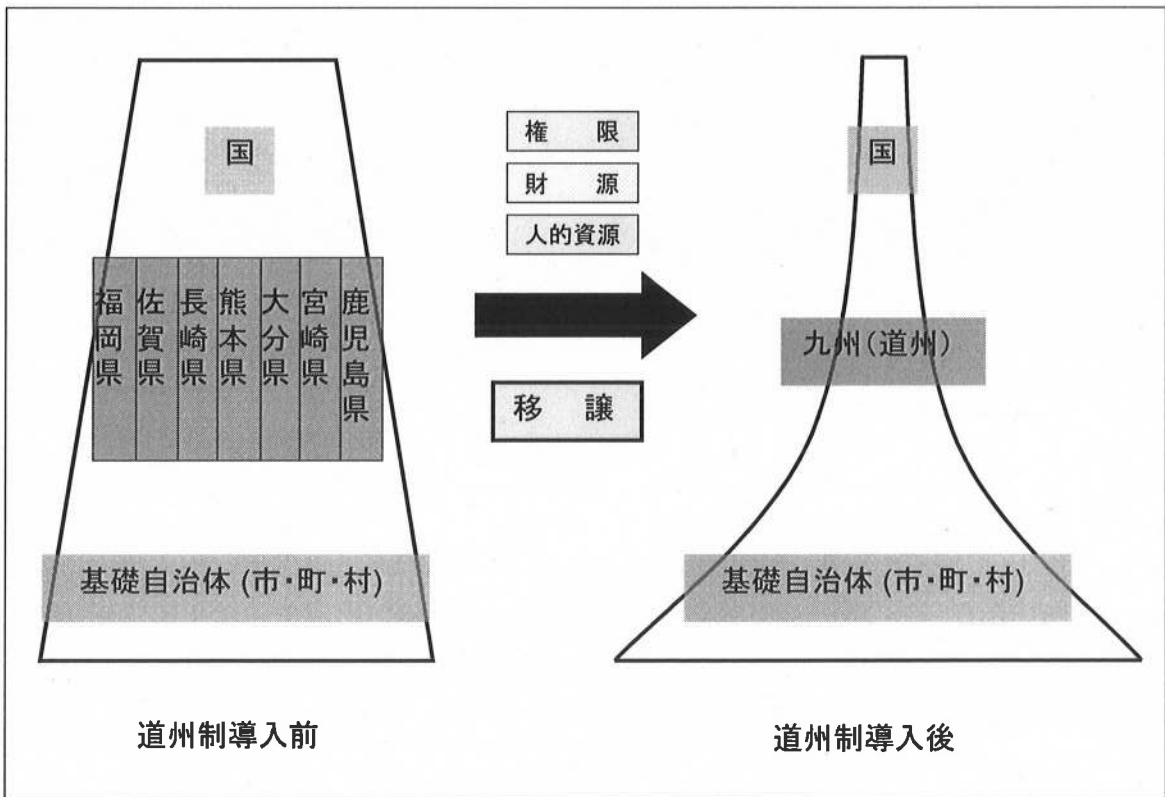 国
福岡県
佐賀県
長崎県
熊本県
大分県
宮崎県
鹿児島県
基礎自治体 (市・町・村)
道州制導入前
権　限
財　源
人的資源
移　譲
国
九州(道州)
基礎自治体 (市・町・村)
道州制導入後